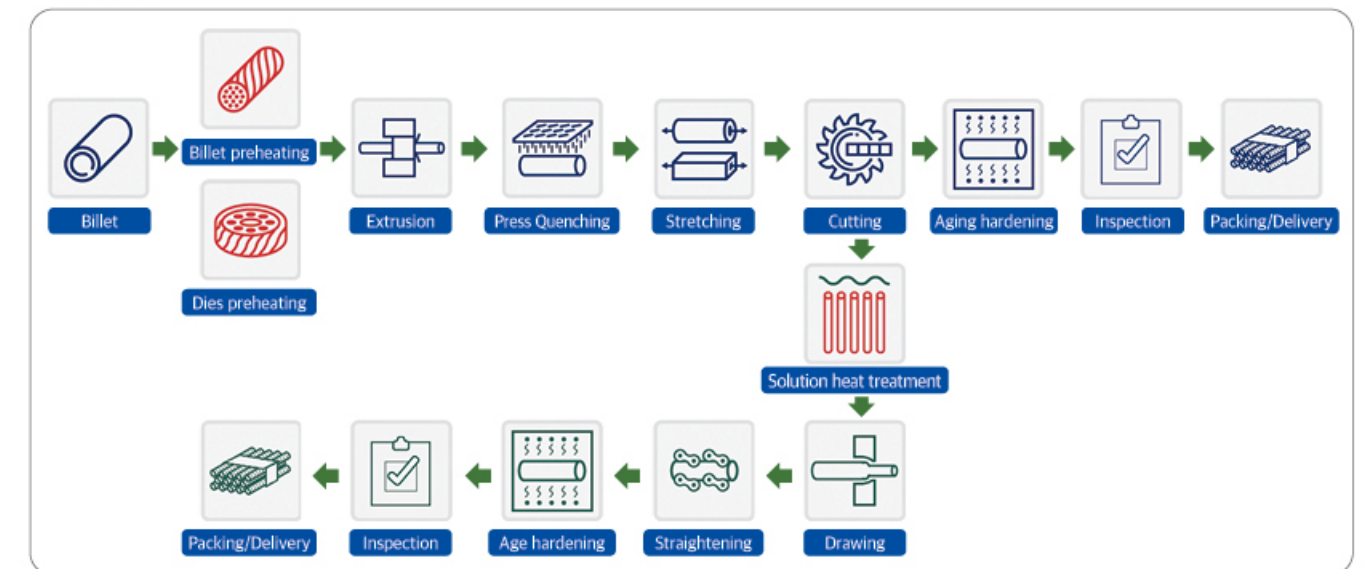 Billet preheating
Billet
Extrusion
Press Quenching
Stretching
Cutting
Aging hardening
Inspection
Packing/Delivery
Dies preheating
Solution heat treatment
Packing/Delivery
Inspection
Age hardening
Straightening
Drawing